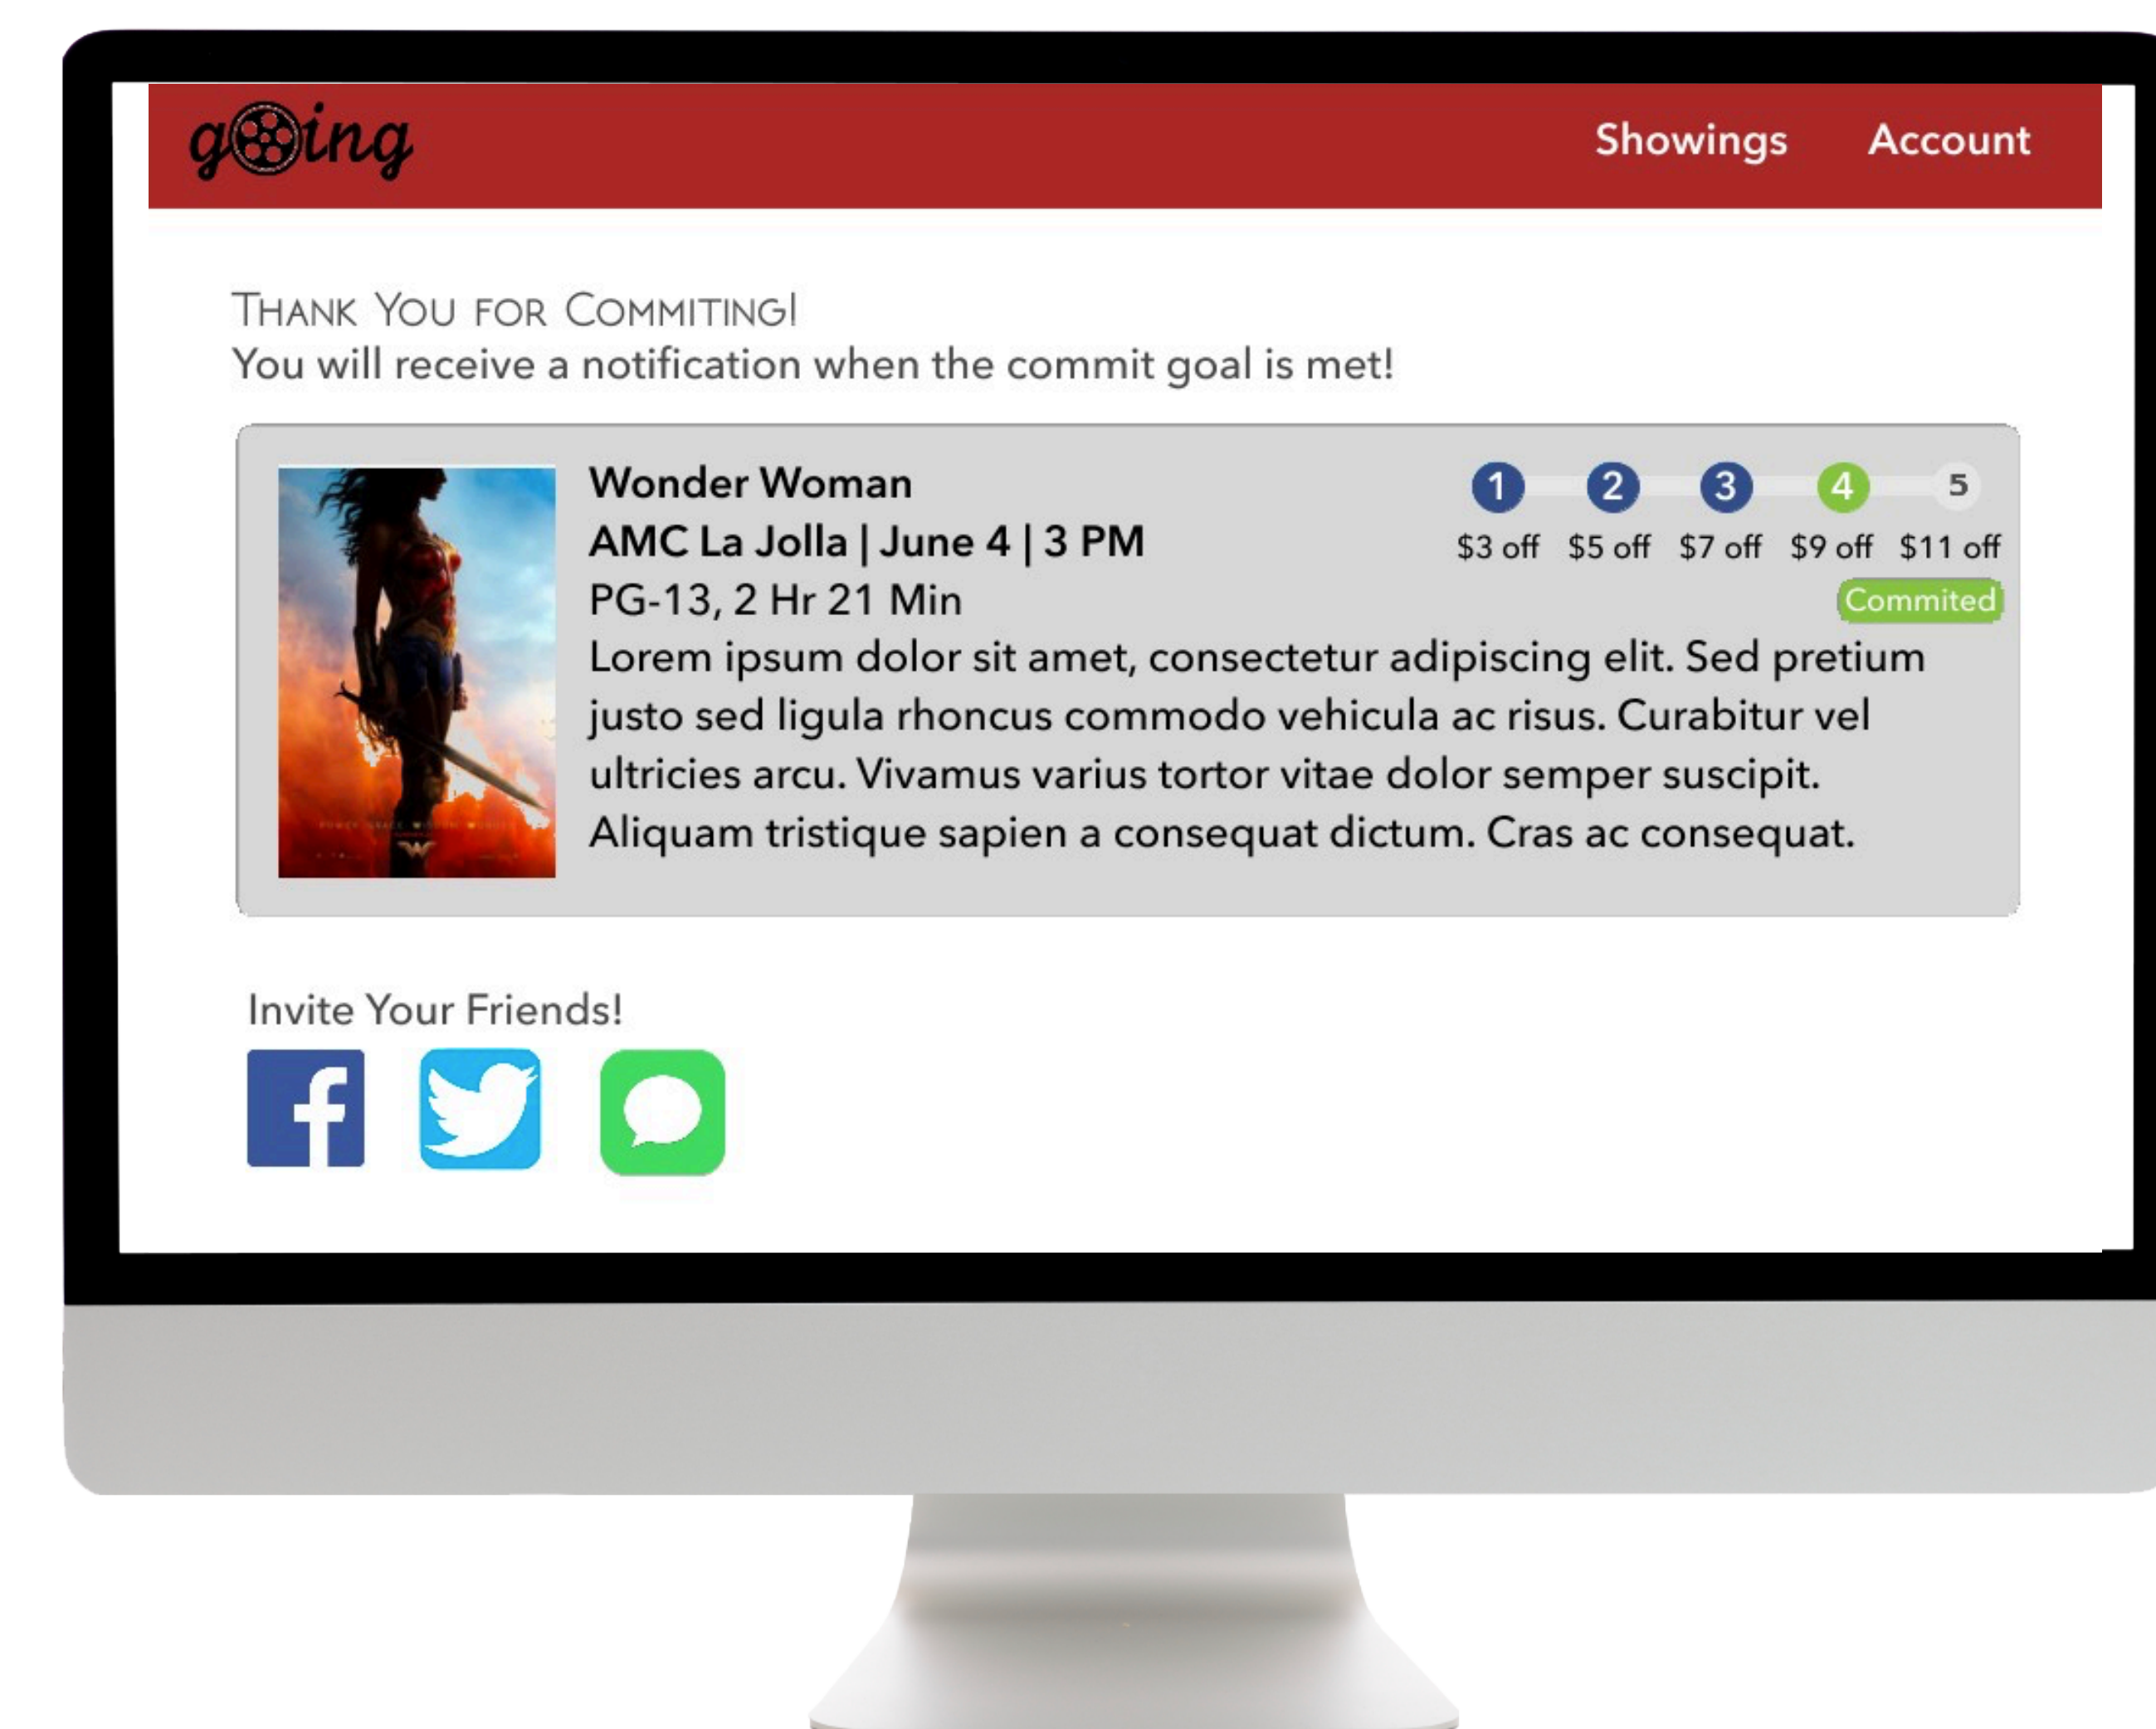 going
Showings Account
THANK YOU FOR COMMITING!
You will receive a notification when the commit goal is met!
Wonder Woman
AMC La Jolla | June 4 | 3 PM
PG-13, 2 Hr 21 Min
1 2 3 4 5
$3 off $5 off $7 off $9 off $11 off
Commited
Lorem ipsum dolor sit amet, consectetur adipiscing elit. Sed pretium
justo sed ligula rhoncus commodo vehicula ac risus. Curabitur vel
ultricies arcu. Vivamus varius tortor vitae dolor semper suscipit.
Aliquam tristique sapien a consequat dictum. Cras ac consequat.
Invite Your Friends!